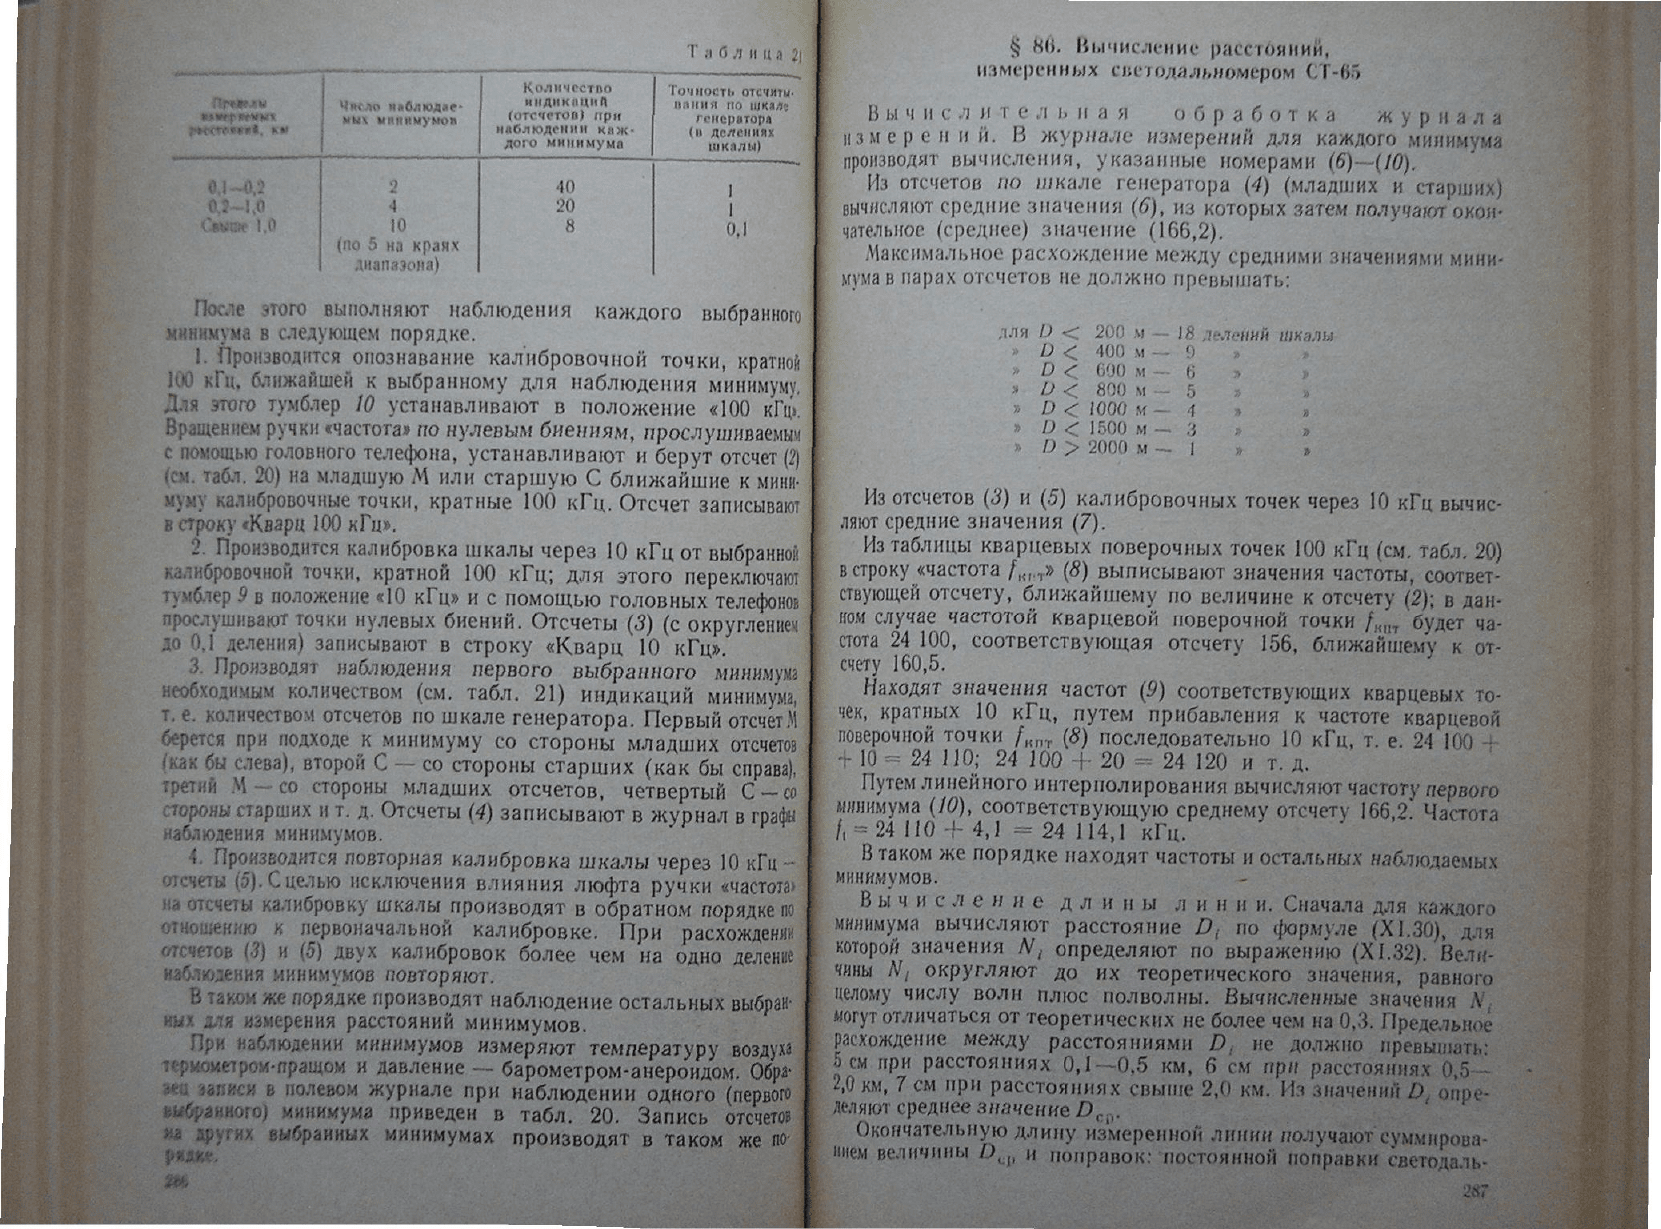 Таблица 21
Пределы измеряемых расстояний, км
Число наблюдаемых минимумов
Количество индикаций (отсчетов) при наблюдении каждого минимума
Точность отсчитывания по шкале генератора (в делениях шкалы)
0,1—0,2 2 40 1
0,2—1,0 4 20 1
Свыше 1,0 10 8 0,1
(по 5 на краях
диапазона)
После этого выполняют наблюдения каждого выбранного
минимума в следующем порядке.
1. Производится опознавание калибровочной точки, кратной
100 кГц, ближайшей к выбранному для наблюдения минимуму.
Для этого тумблер 10 устанавливают в положение «100 кГц».
Вращением ручки «частота» по нулевым биениям, прослушиваемым
с помощью головного телефона, устанавливают и берут отсчет (2)
(см. табл. 20) на младшую М или старшую С ближайшие к мини-
муму калибровочные точки, кратные 100 кГц. Отсчет записывают
в строку «Кварц 100 кГц».
2. Производится калибровка шкалы через 10 кГц от выбранной
калибровочной точки, кратной 100 кГц; для этого переключают
тумблер 9 в положение «10 кГц» и с помощью головных телефонов
прослушивают точки нулевых биений. Отсчеты (3) (с округлением
до 0,1 деления) записывают в строку «Кварц 10 кГц».
3. Производят наблюдения первого выбранного минимума
необходимым количеством (см. табл. 21) индикаций минимума,
т. е. количеством отсчетов по шкале генератора. Первый отсчет М
берется при подходе к минимуму со стороны младших отсчетов
(как бы слева), второй С — со стороны старших (как бы справа),
третий М — со стороны младших отсчетов, четвертый С — со
стороны старших и т. д. Отсчеты (4) записывают в журнал в графы
наблюдения минимумов.
4. Производится повторная калибровка шкалы через 10 кГц —
отсчеты (5). С целью исключения влияния люфта ручки «частота»
на отсчеты калибровку шкалы производят в обратном порядке по
отношению к первоначальной калибровке. При расхождении
отсчетов (3) и (5) двух калибровок более чем на одно деление
наблюдения минимумов повторяют.
В таком же порядке производят наблюдение остальных выбран-
ных для измерения расстояний минимумов.
При наблюдении минимумов измеряют температуру воздуха
термометром-пращом и давление — барометром-анероидом. Обра-
зец записи в полевом журнале при наблюдении одного (первого
выбранного) минимума приведен в табл. 20. Запись отсчетов
на других выбранных минимумах производят в таком же по-
рядке.
286
§ 86. Вычисление расстояний,
измеренных светодальномером СТ-65
Вычислительная обработка журнала
измерений. В журнале измерений для каждого минимума
производят вычисления, указанные номерами (6)—(10).
Из отсчетов по шкале генератора (4) (младших и старших)
вычисляют средние значения (6), из которых затем получают окон-
чательное (среднее) значение (166,2).
Максимальное расхождение между средними значениями мини-
мума в парах отсчетов не должно превышать:
для D < 200 м — 18 делений шкалы
» D < 400 м — 9 » »
» D < 600 м — 6 » »
» D < 800 м — 5 » »
» D < 1000 м — 4 » »
» D < 1500 м — 3 » »
» D > 2000 м — 1 » »
Из отсчетов (3) и (5) калибровочных точек через 10 кГц вычис-
ляют средние значения (7).
Из таблицы кварцевых поверочных точек 100 кГц (см. табл. 20)
в строку «частота fкпт» (8) выписывают значения частоты, соответ-
ствующей отсчету, ближайшему по величине к отсчету (2); в дан-
ном случае частотой кварцевой поверочной точки fкпт будет ча-
стота 24 100, соответствующая отсчету 156, ближайшему к от-
счету 160,5.
Находят значения частот (9) соответствующих кварцевых то-
чек, кратных 10 кГц, путем прибавления к частоте кварцевой
поверочной точки fкпт (8) последовательно 10 кГц, т. е. 24 100 +
+ 10 = 24 110; 24 100 + 20 = 24 120 и т. д.
Путем линейного интерполирования вычисляют частоту первого
минимума (10), соответствующую среднему отсчету 166,2. Частота
f₁ = 24 110 + 4,1 = 24 114,1 кГц.
В таком же порядке находят частоты и остальных наблюдаемых
минимумов.
Вычисление длины линии. Сначала для каждого
минимума вычисляют расстояние Di по формуле (XI.30), для
которой значения Ni определяют по выражению (XI.32). Вели-
чины Ni округляют до их теоретического значения, равного
целому числу волн плюс полволны. Вычисленные значения Ni
могут отличаться от теоретических не более чем на 0,3. Предельное
расхождение между расстояниями Di не должно превышать:
5 см при расстояниях 0,1—0,5 км, 6 см при расстояниях 0,5—
2,0 км, 7 см при расстояниях свыше 2,0 км. Из значений Di опре-
деляют среднее значение Dср.
Окончательную длину измеренной линии получают суммирова-
нием величины Dср и поправок: постоянной поправки светодаль-
287